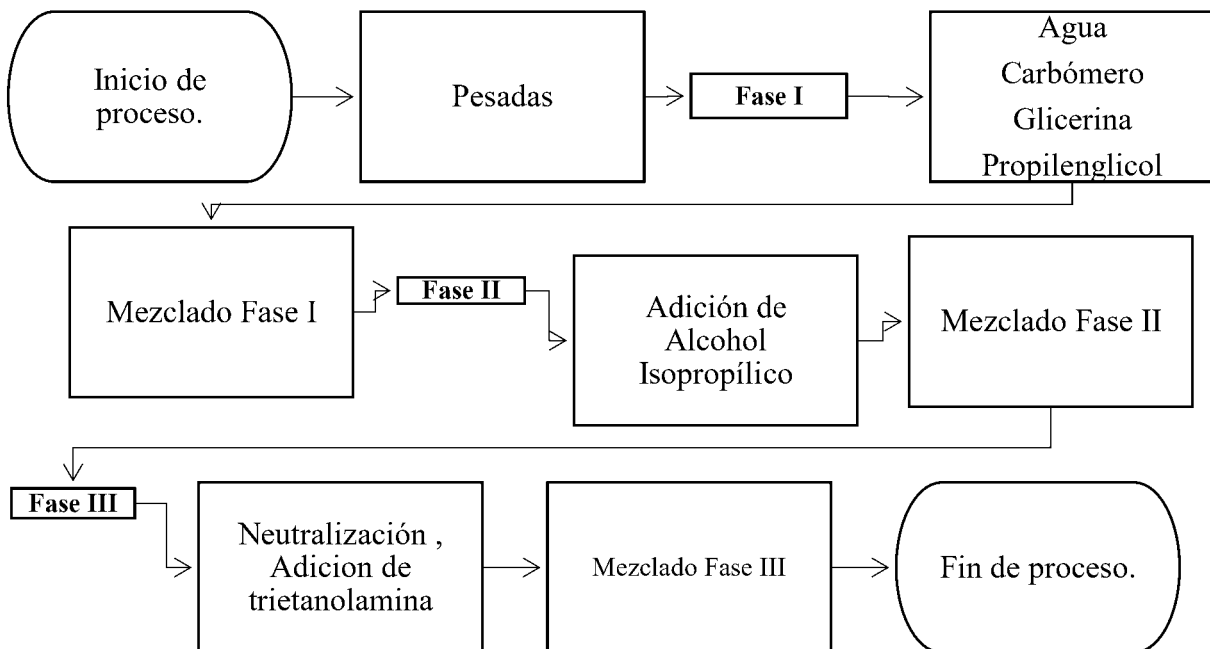 Inicio de
proceso.
Pesadas
Fase I
Agua
Carbómero
Glicerina
Propilenglicol
Mezclado Fase I
Fase II
Adición de
Alcohol
Isopropílico
Mezclado Fase II
Fase III
Neutralización ,
Adicion de
trietanolamina
Mezclado Fase III
Fin de proceso.